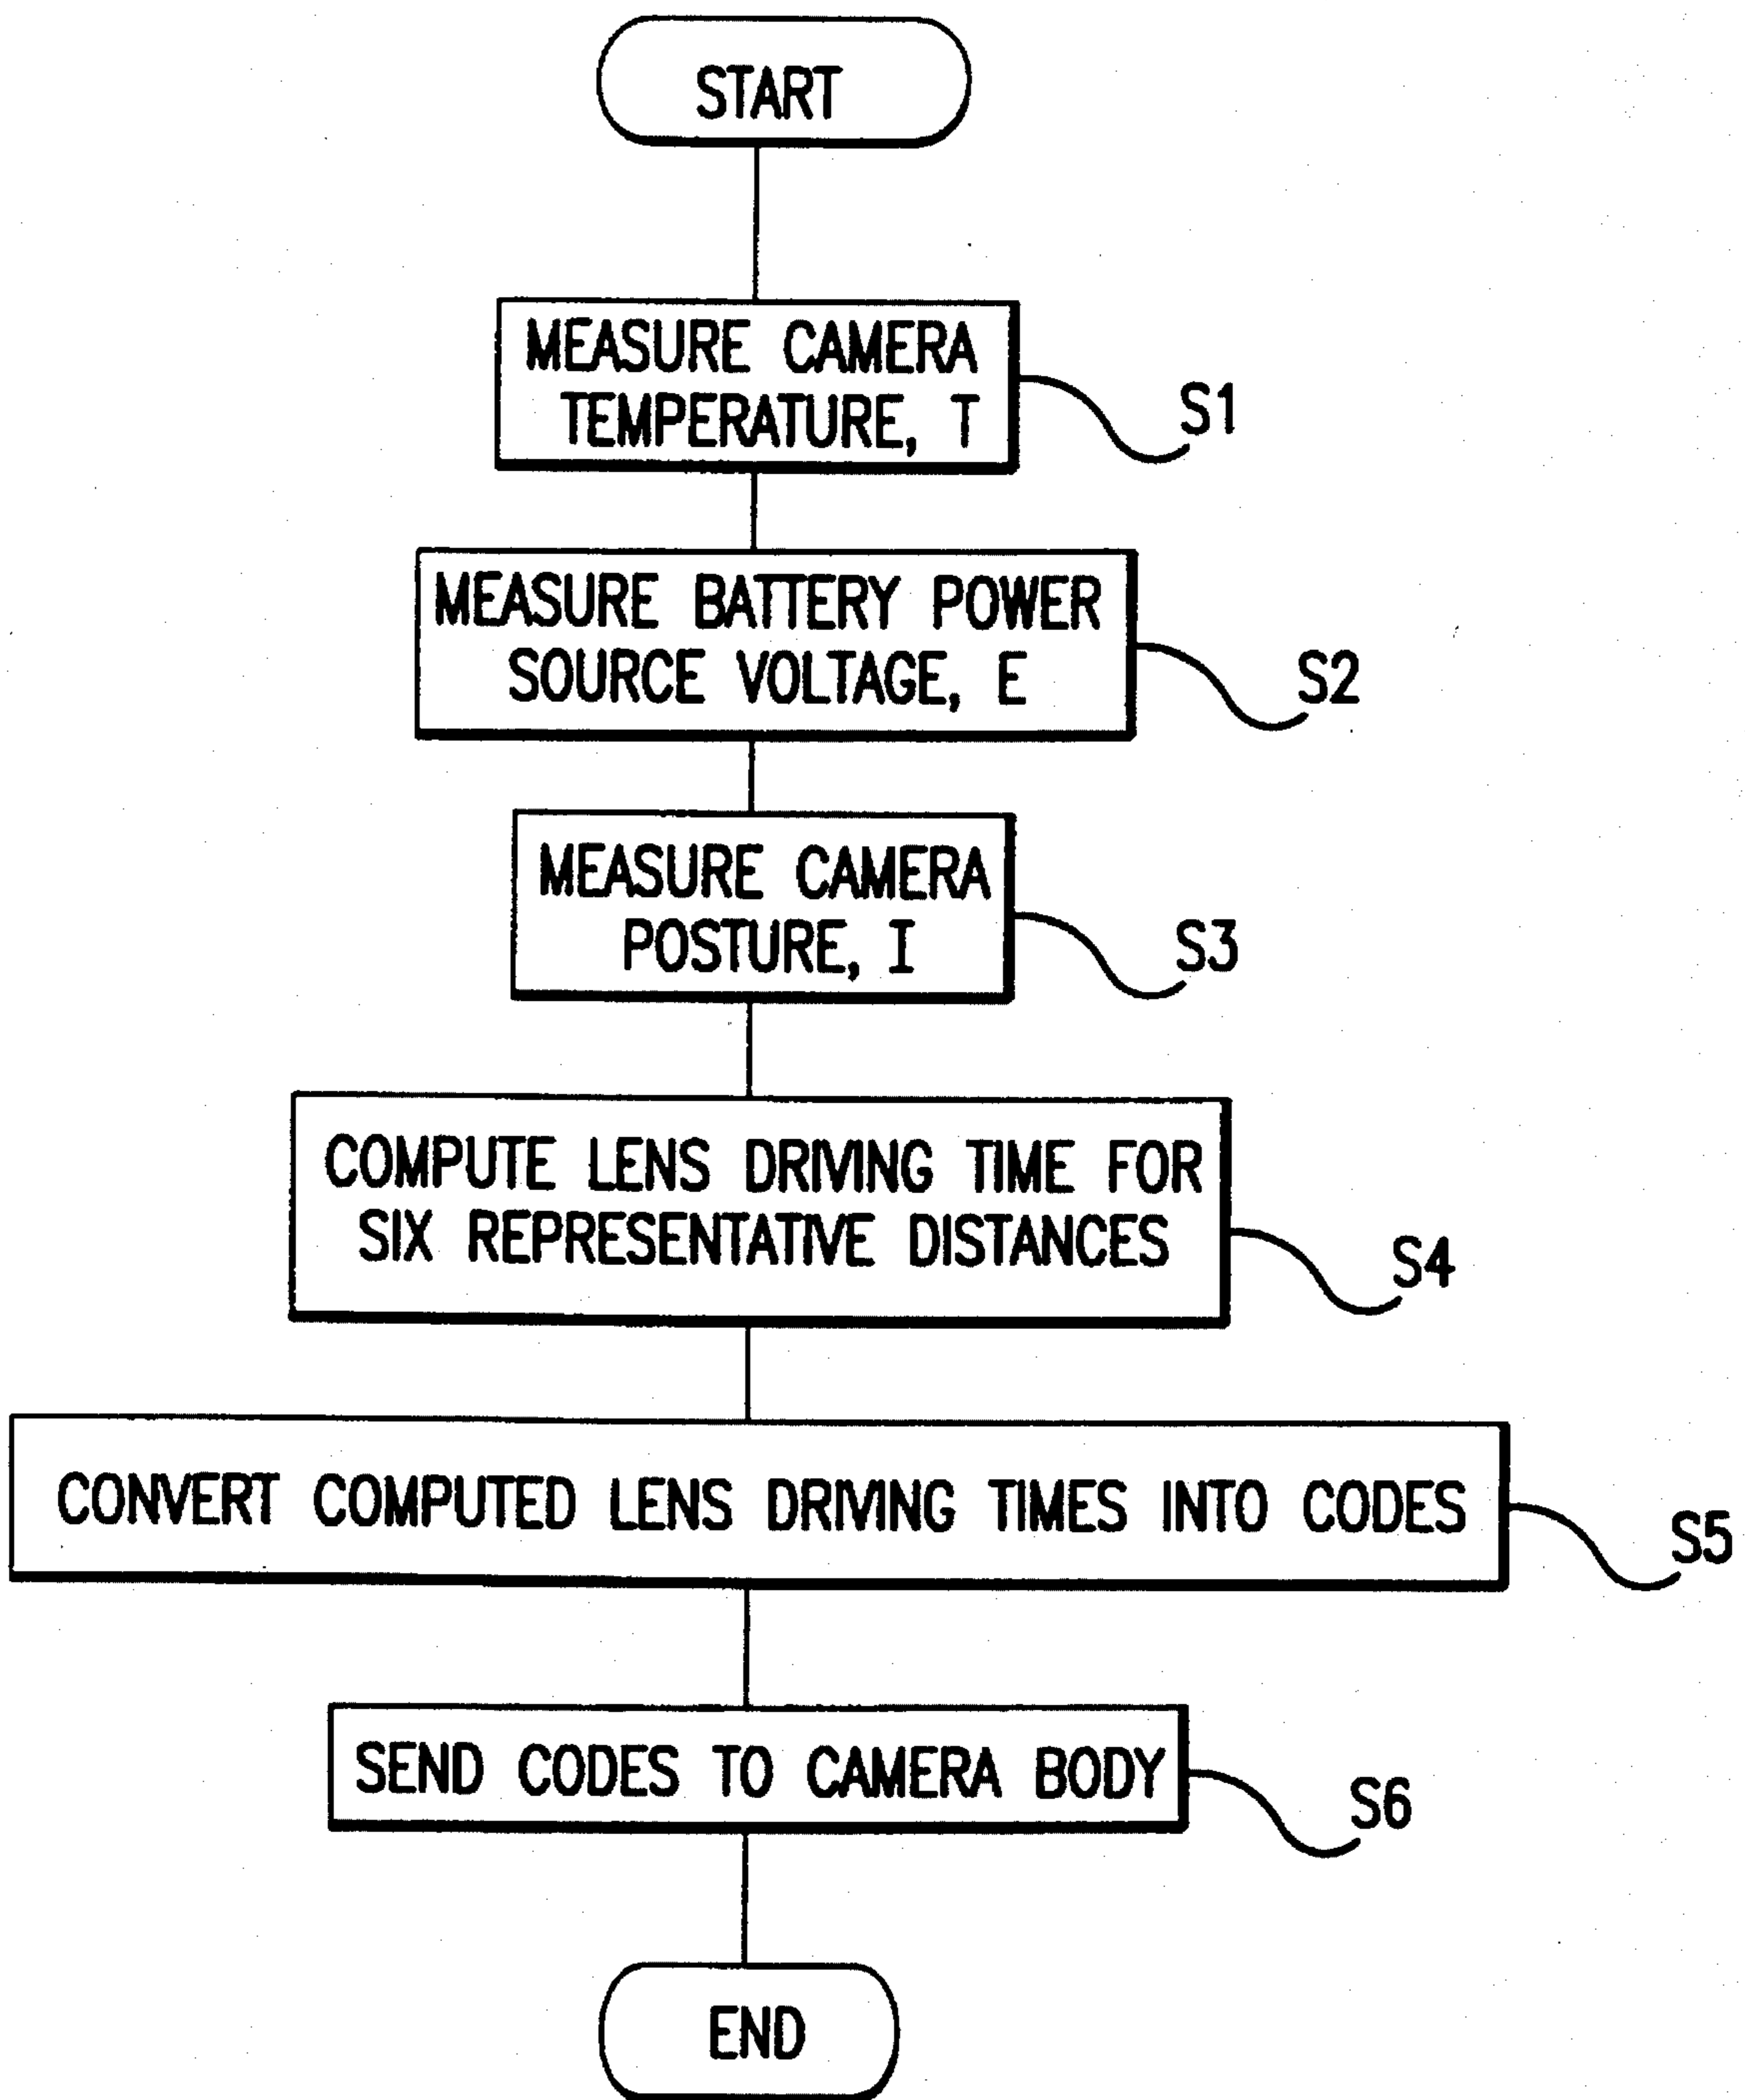 START
MEASURE CAMERA
TEMPERATURE, T
S1
MEASURE BATTERY POWER
SOURCE VOLTAGE, E
S2
MEASURE CAMERA
POSTURE, I
S3
COMPUTE LENS DRIVING TIME FOR
SIX REPRESENTATIVE DISTANCES
S4
CONVERT COMPUTED LENS DRIVING TIMES INTO CODES
S5
SEND CODES TO CAMERA BODY
S6
END